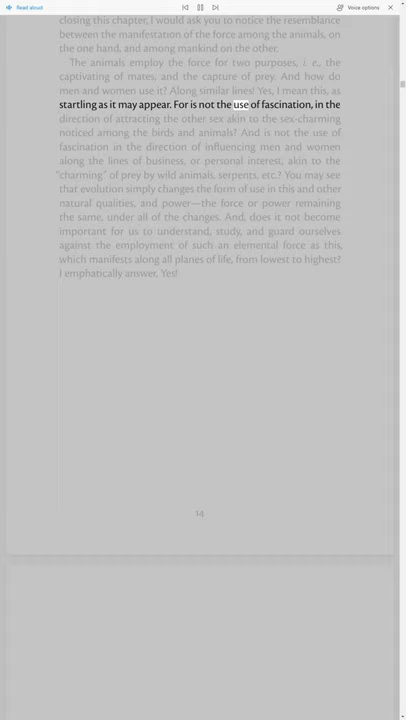 Read aloud
Voice options
closing this chapter, I would ask you to notice the resemblance
between the manifestation of the force among the animals, on
the one hand, and among mankind on the other.
The animals employ the force for two purposes, i. e., the
captivating of mates, and the capture of prey. And how do
men and women use it? Along similar lines! Yes, I mean this, as
startling as it may appear. For is not the use of fascination, in the
direction of attracting the other sex akin to the sex-charming
noticed among the birds and animals? And is not the use of
fascination in the direction of influencing men and women
along the lines of business, or personal interest, akin to the
"charming" of prey by wild animals, serpents, etc.? You may see
that evolution simply changes the form of use in this and other
natural qualities, and power—the force or power remaining
the same, under all of the changes. And, does it not become
important for us to understand, study, and guard ourselves
against the employment of such an elemental force as this,
which manifests along all planes of life, from lowest to highest?
I emphatically answer, Yes!
14